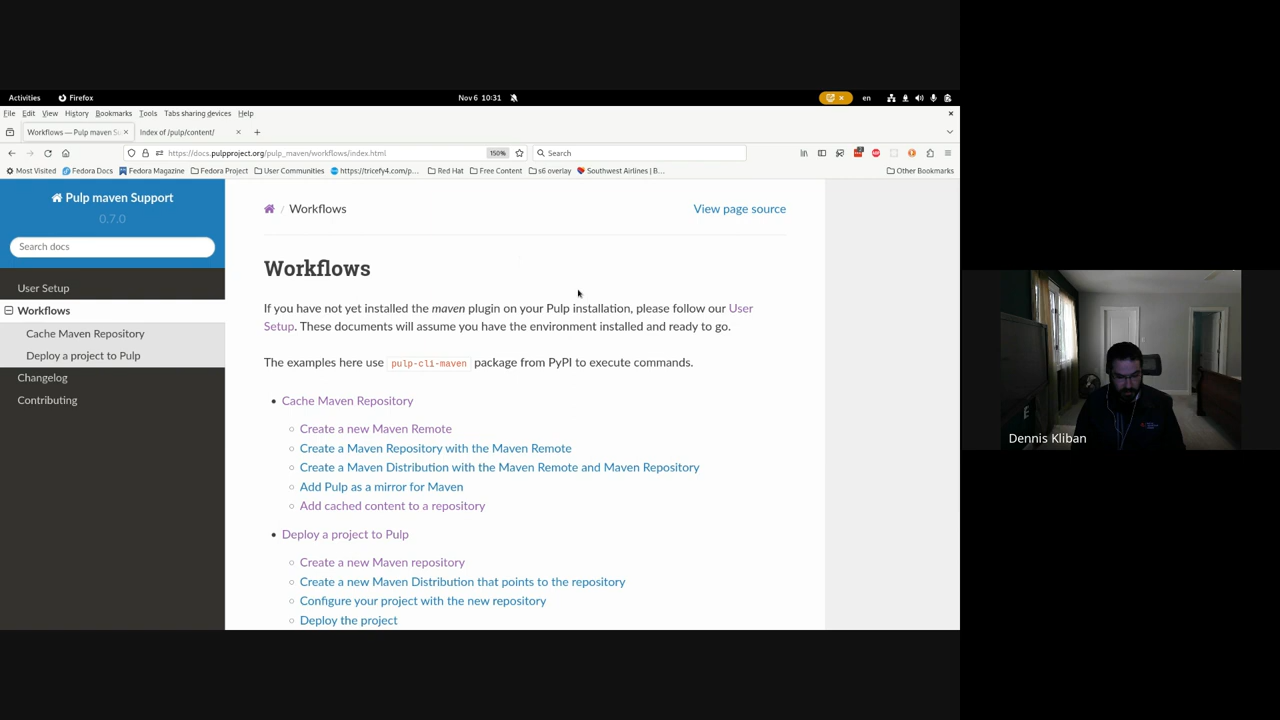 Activities Firefox Nov 6 10:31 en
File Edit View History Bookmarks Tools Tabs sharing devices Help
Workflows — Pulp maven Su × Index of /pulp/content/ × +
https://docs.pulpproject.org/pulp_maven/workflows/index.html 150% Search
Most Visited Fedora Docs Fedora Magazine Fedora Project User Communities https://tricefy4.com/p… Red Hat Free Content s6 overlay Southwest Airlines | B… Other Bookmarks
Pulp maven Support
0.7.0
Search docs
User Setup
Workflows
Cache Maven Repository
Deploy a project to Pulp
Changelog
Contributing
/ Workflows View page source
Workflows
If you have not yet installed the maven plugin on your Pulp installation, please follow our User
Setup. These documents will assume you have the environment installed and ready to go.
The examples here use pulp-cli-maven package from PyPI to execute commands.
• Cache Maven Repository
○ Create a new Maven Remote
○ Create a Maven Repository with the Maven Remote
○ Create a Maven Distribution with the Maven Remote and Maven Repository
○ Add Pulp as a mirror for Maven
○ Add cached content to a repository
• Deploy a project to Pulp
○ Create a new Maven repository
○ Create a new Maven Distribution that points to the repository
○ Configure your project with the new repository
○ Deploy the project
Dennis Kliban